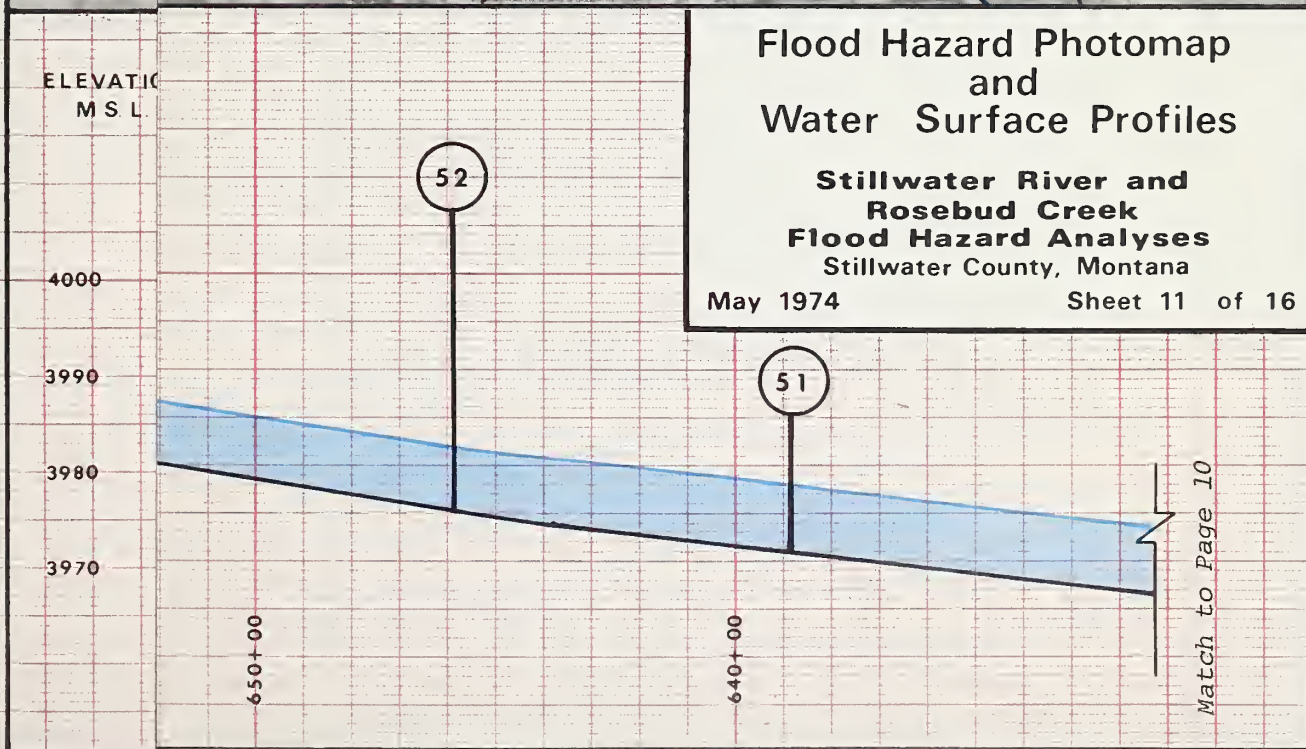 Flood Hazard Photomap
and
Water Surface Profiles
Stillwater River and
Rosebud Creek
Flood Hazard Analyses
Stillwater County, Montana
May 1974 Sheet 11 of 16
M S L
52
51
4000
3990
3980
3970
650+00
640+00
Match to Page 10